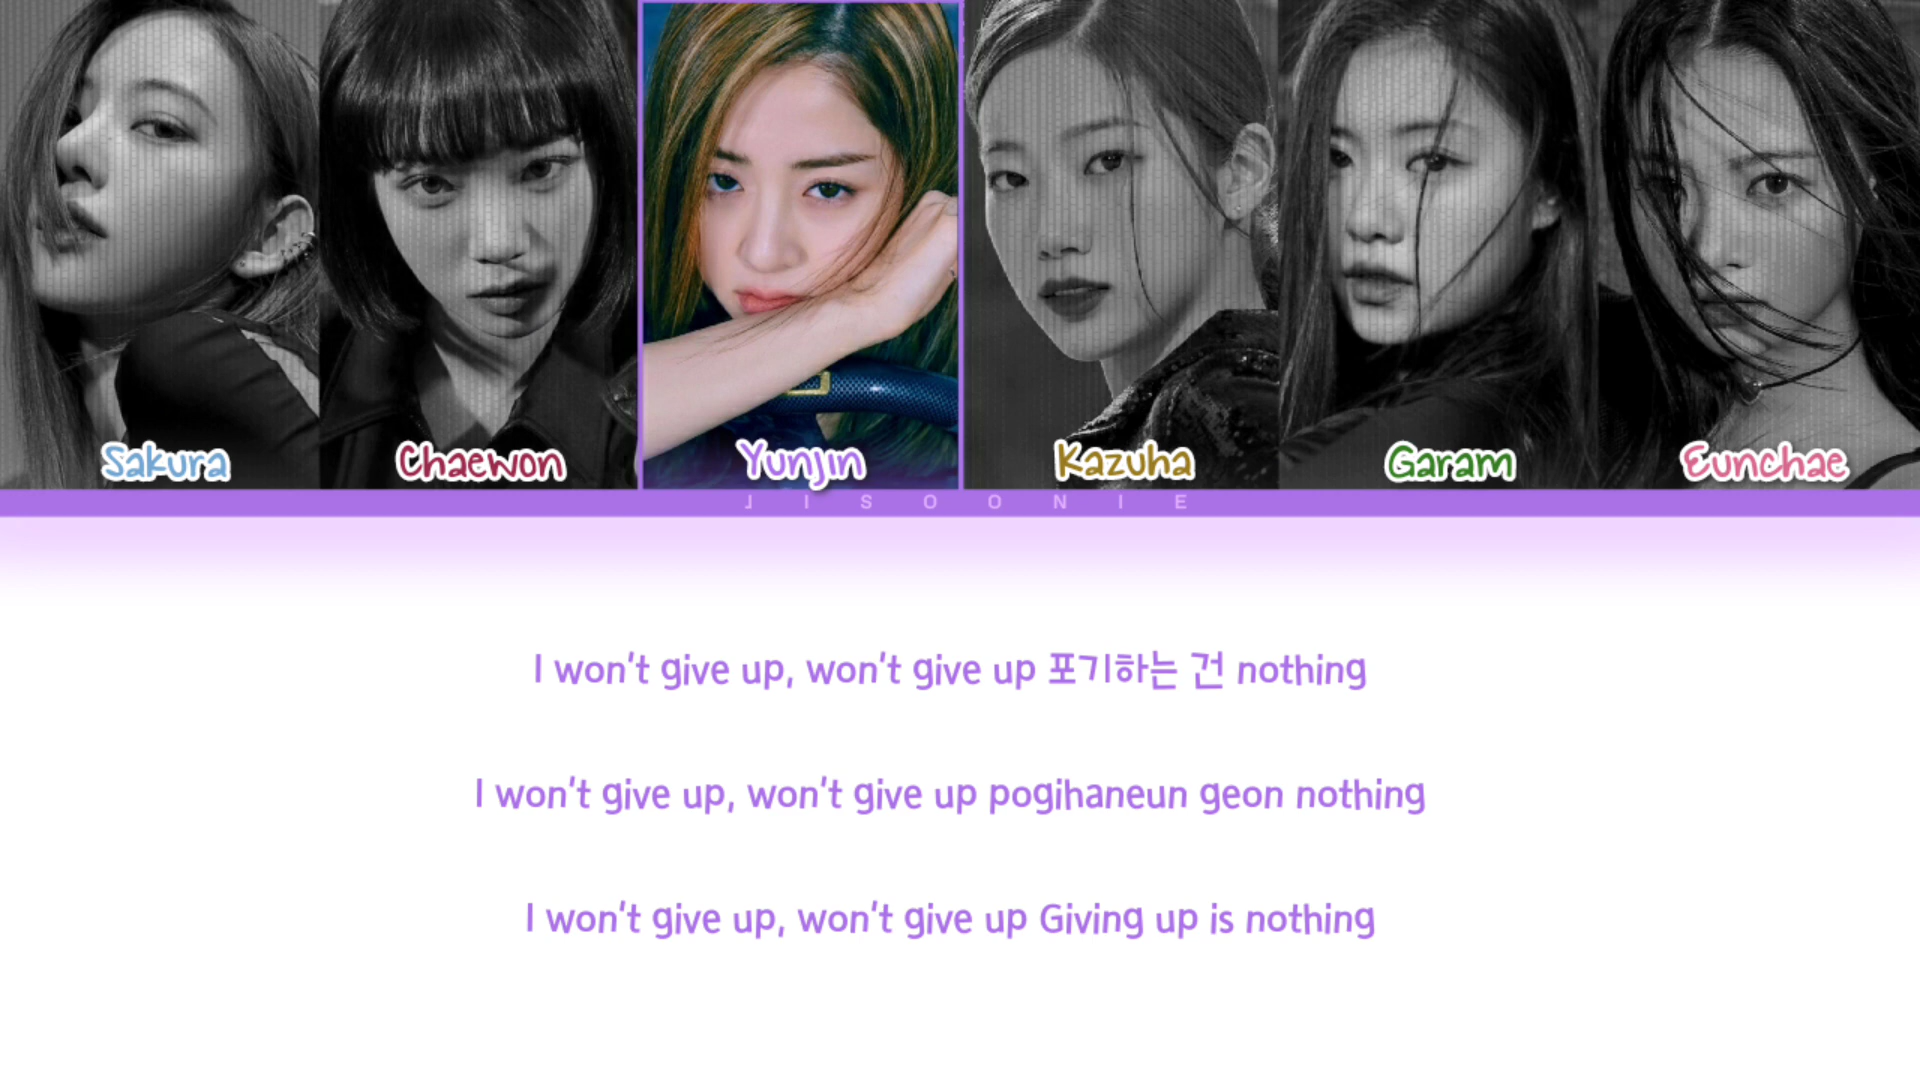 Sakura Chaewon Yunjin Kazuha Garam Eunchae
JISOONIE
I won't give up, won't give up 포기하는 건 nothing
I won't give up, won't give up pogihaneun geon nothing
I won't give up, won't give up Giving up is nothing